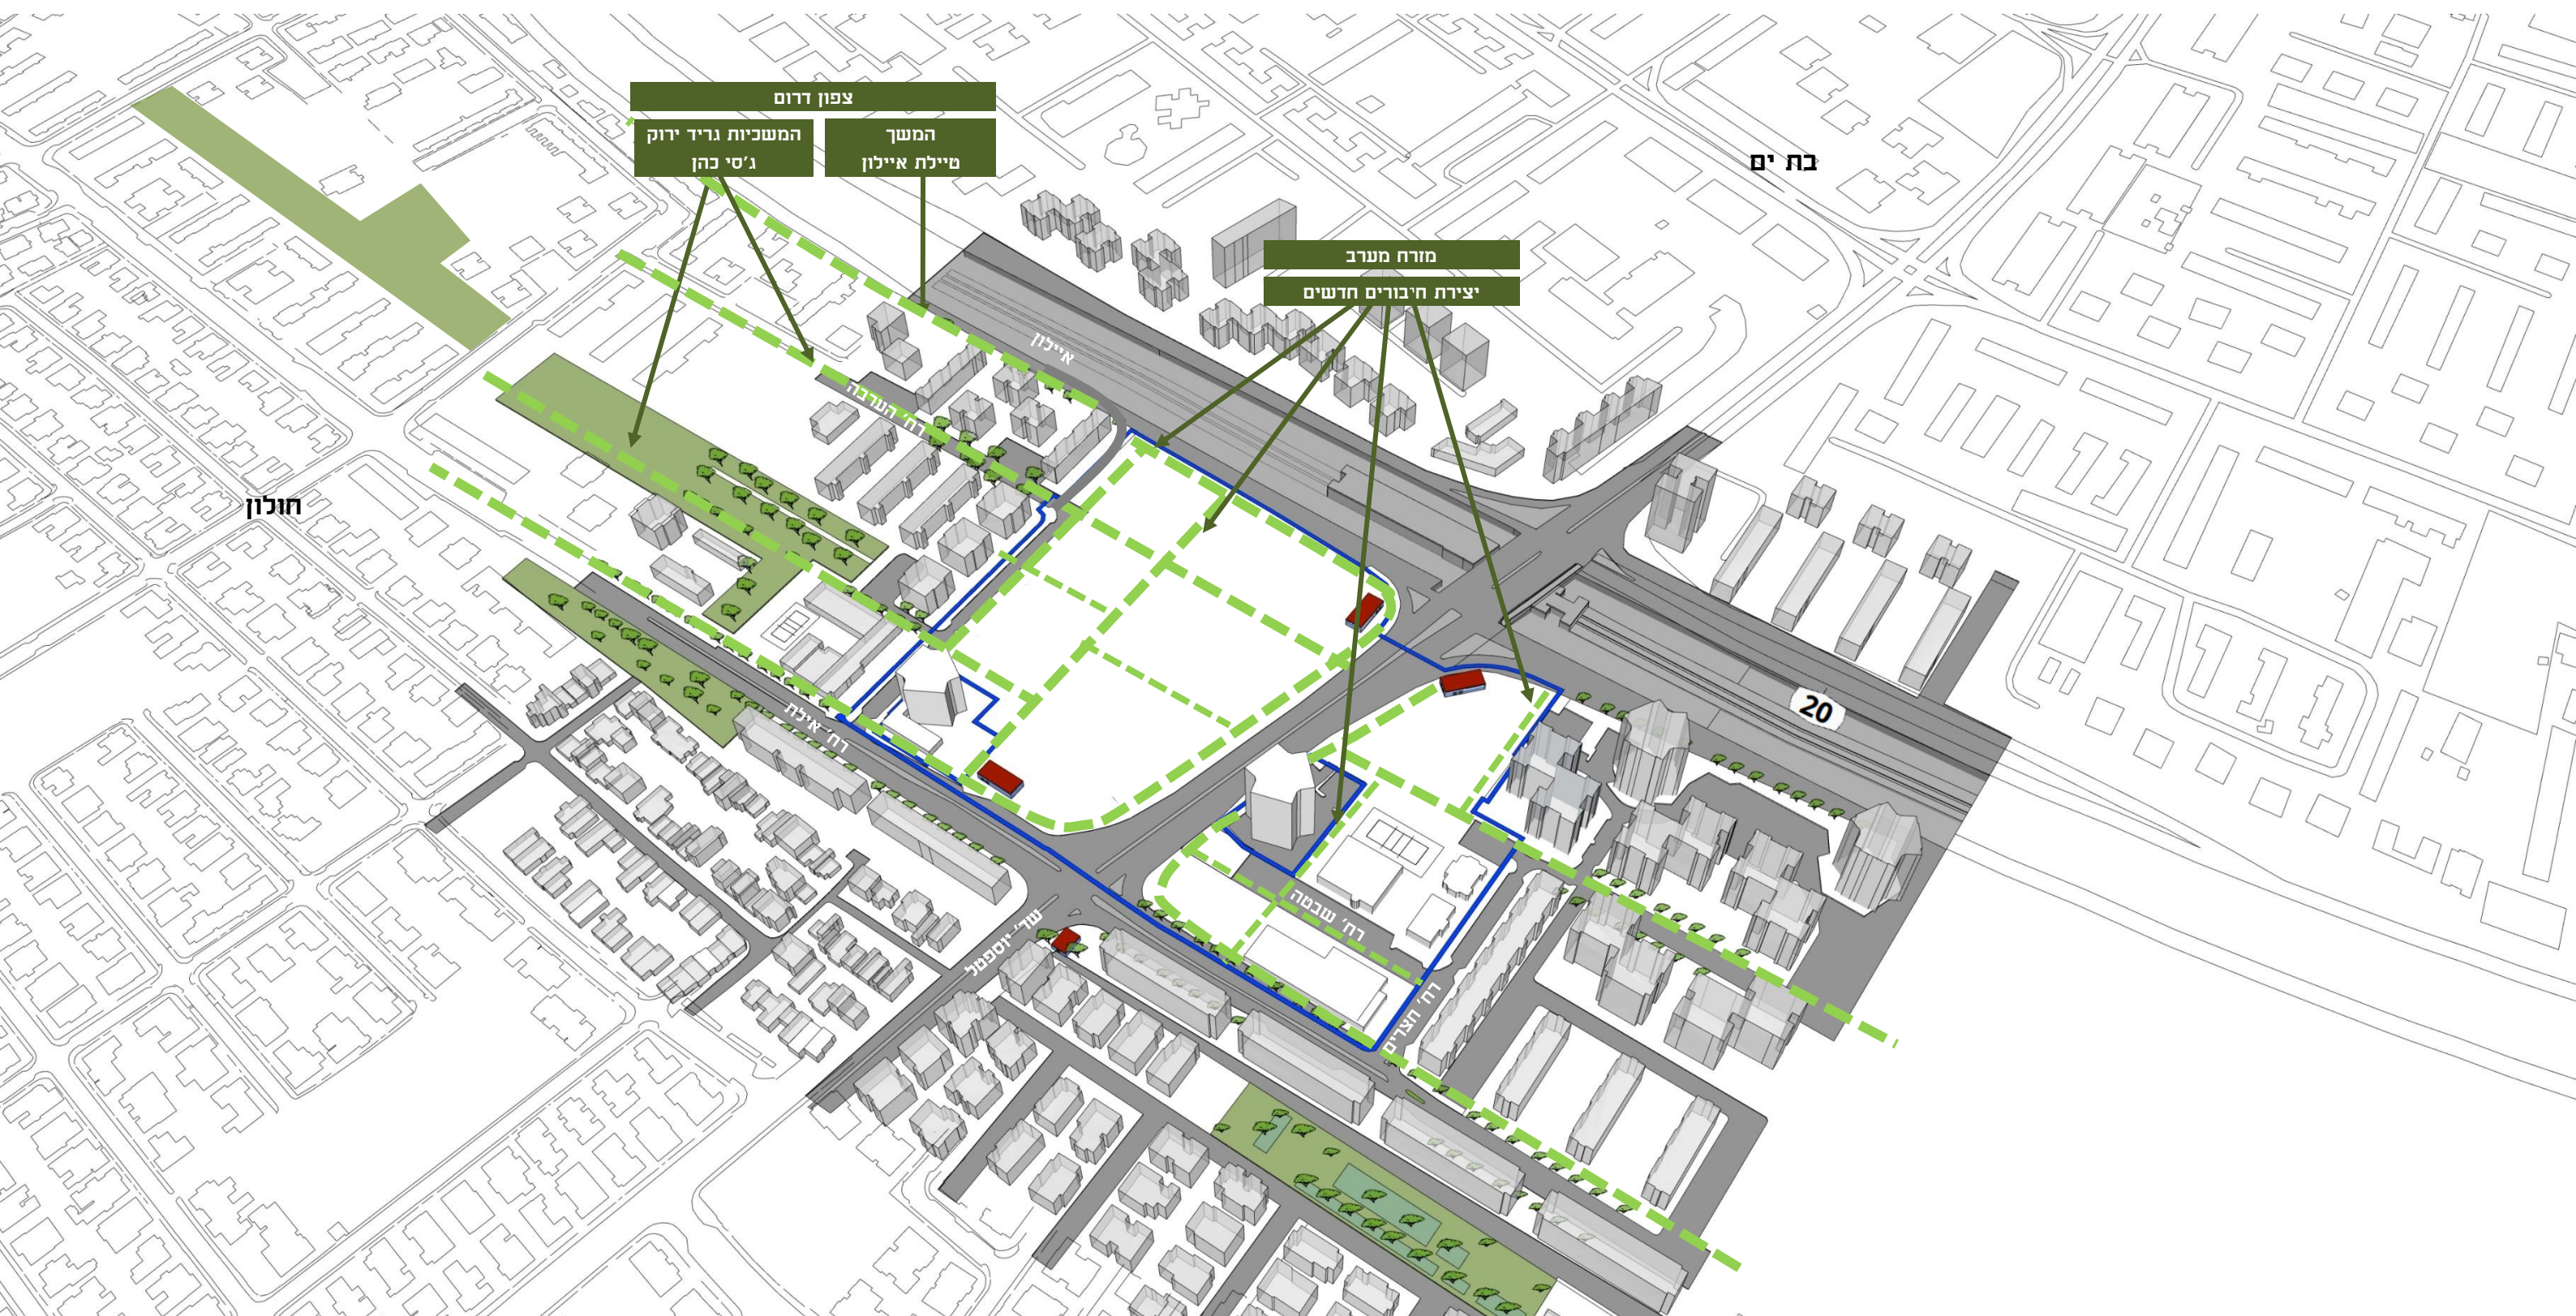 צפון דרום
המשך
טיילת איילון
המשכיות גריד ירוק
ג'סי כהן
בת ים
מזרח מערב
יצירת חיבורים חדשים
איילון
רח' הערבה
חולון
20
רח' אילת
רח' שבטה
שד' יוספטל
רח' חצרים